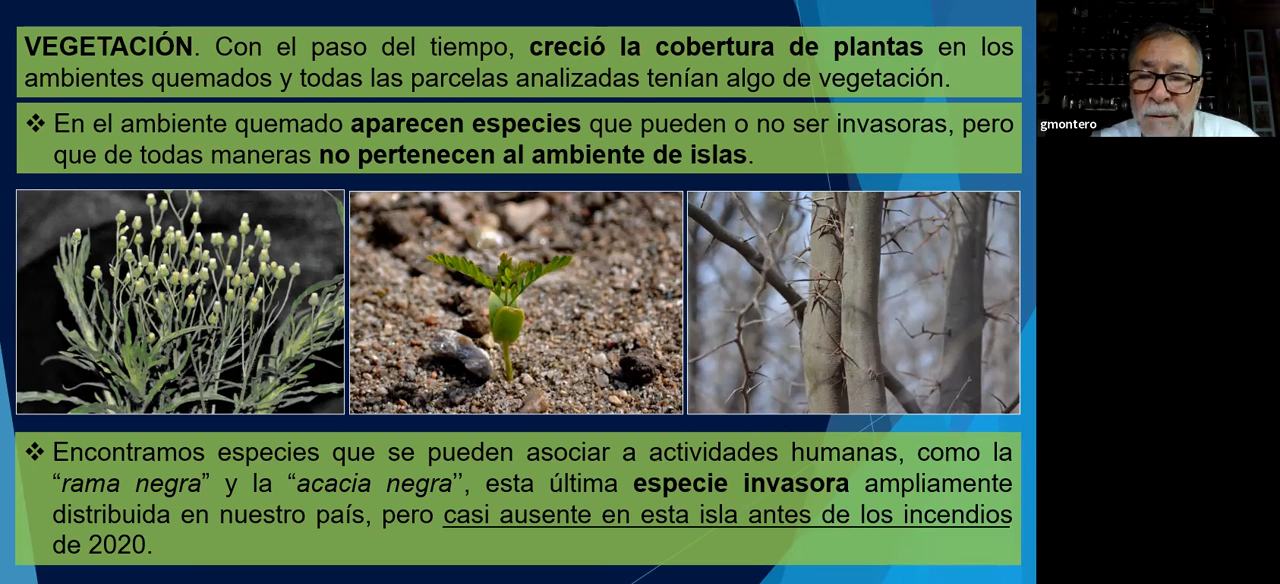 VEGETACIÓN. Con el paso del tiempo, creció la cobertura de plantas en los
ambientes quemados y todas las parcelas analizadas tenían algo de vegetación.
❖ En el ambiente quemado aparecen especies que pueden o no ser invasoras, pero
que de todas maneras no pertenecen al ambiente de islas.
❖ Encontramos especies que se pueden asociar a actividades humanas, como la
“rama negra” y la “acacia negra’’, esta última especie invasora ampliamente
distribuida en nuestro país, pero casi ausente en esta isla antes de los incendios
de 2020.
gmontero